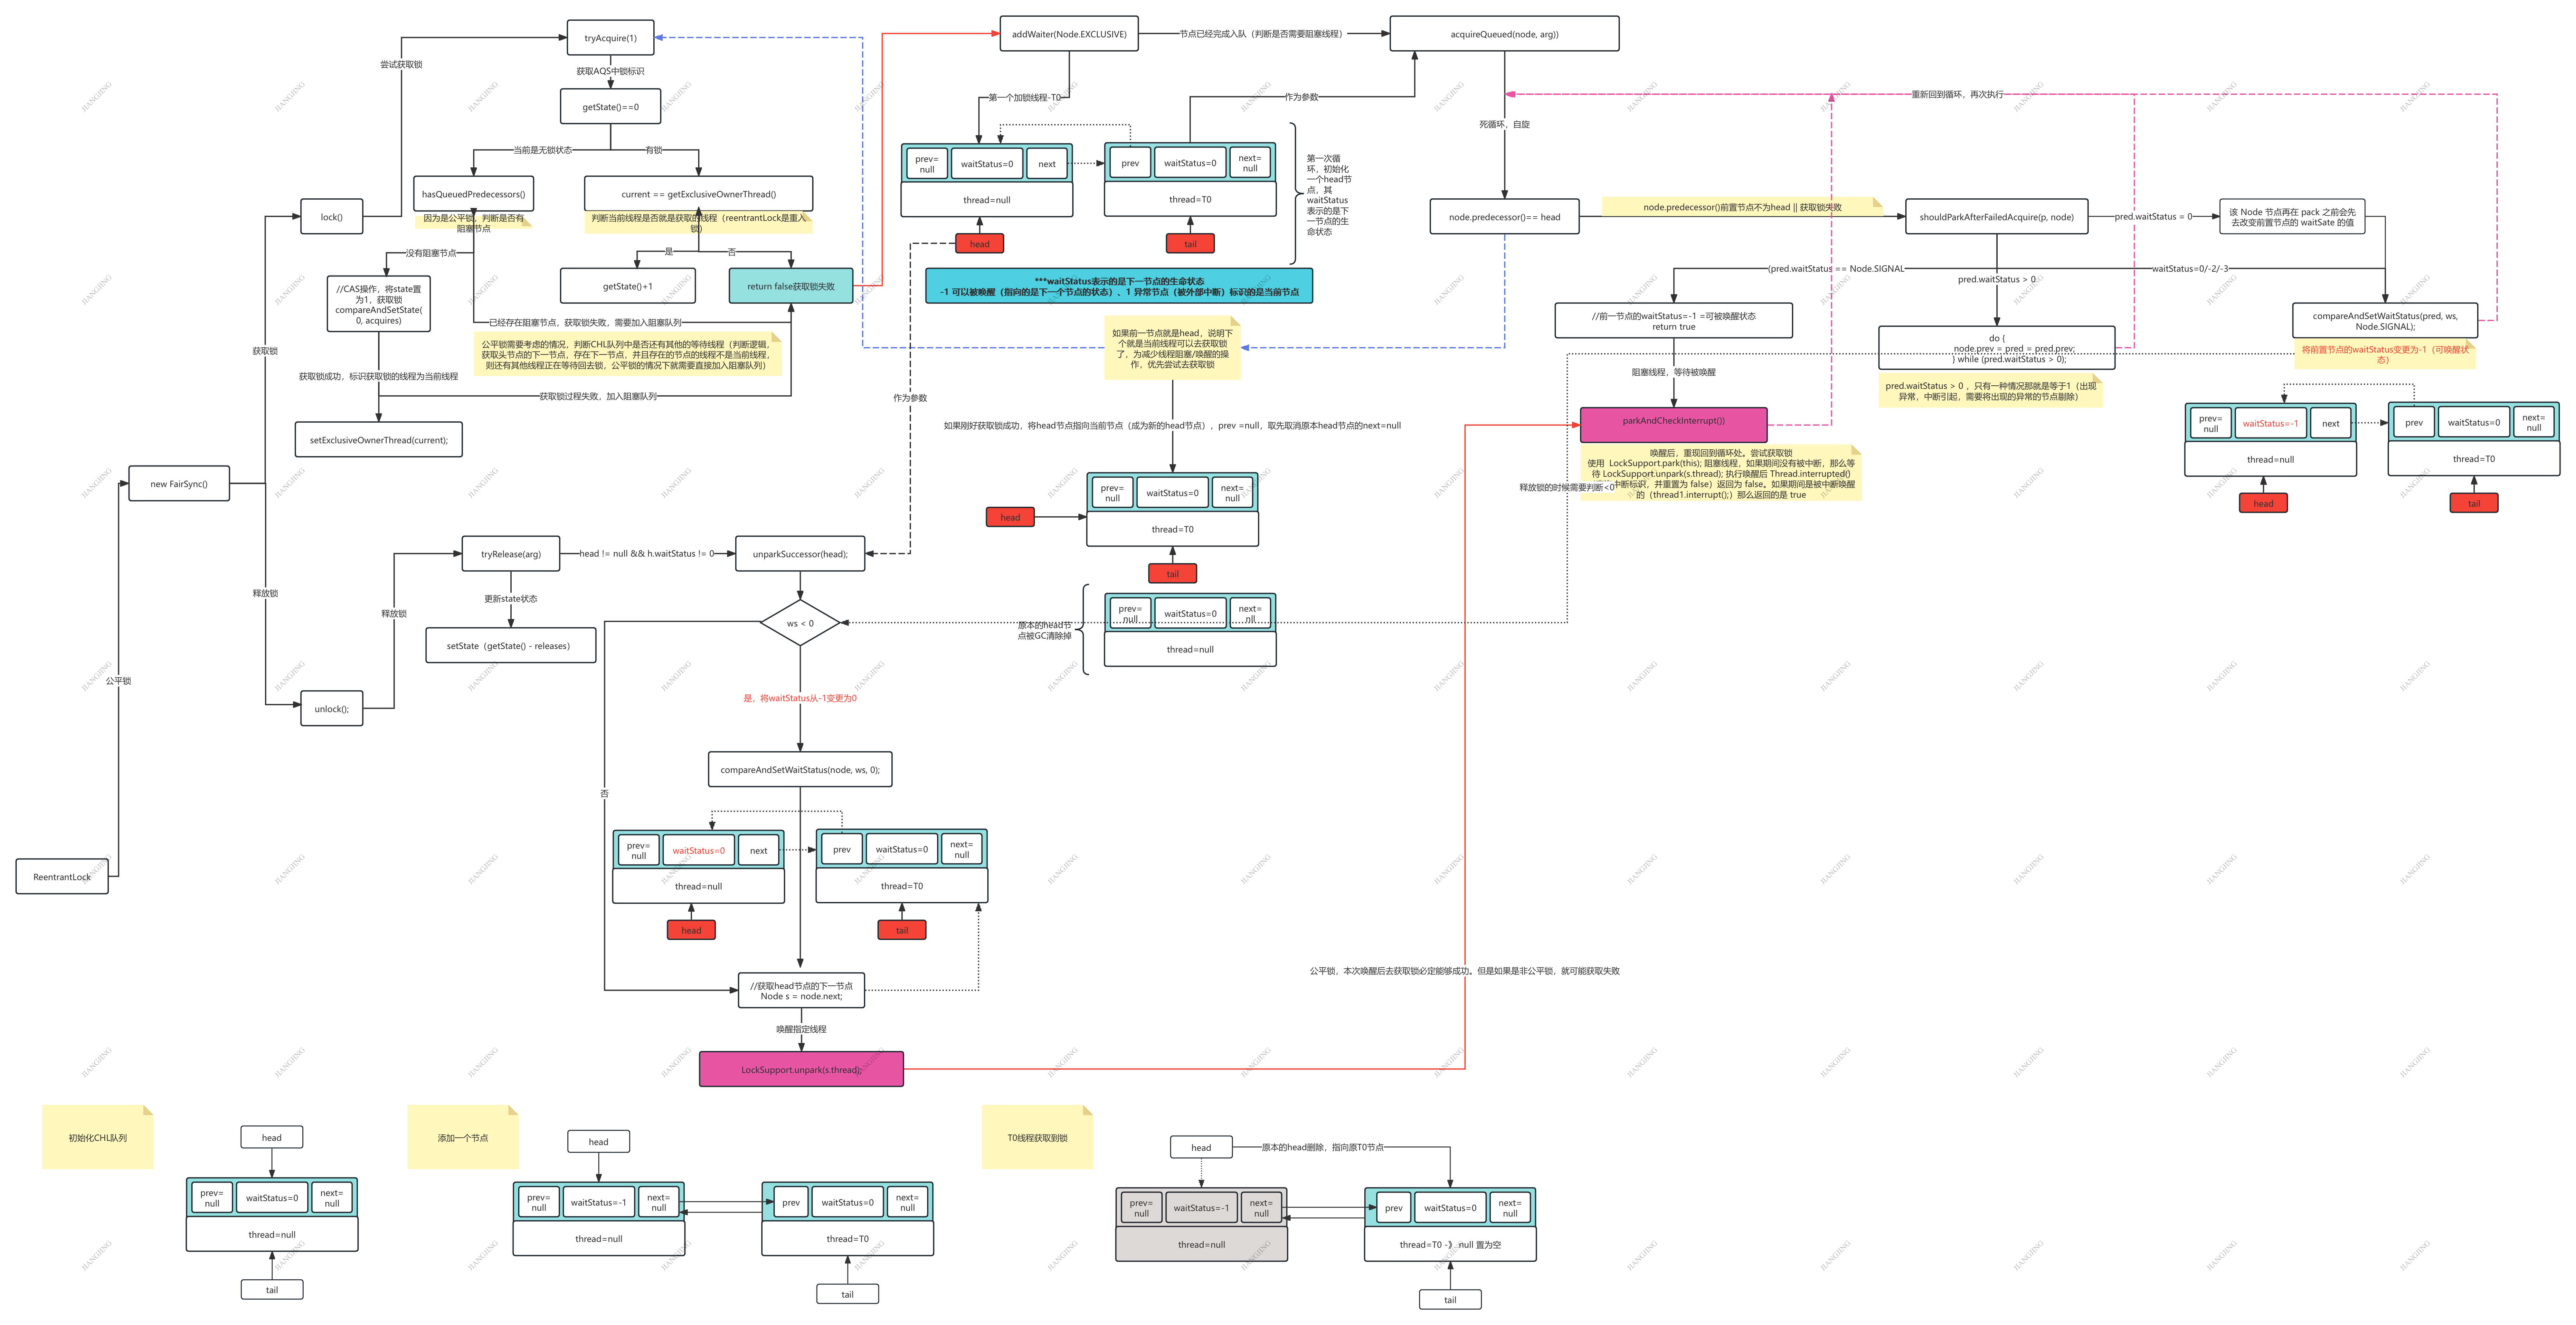 tryAcquire(1)
尝试获取锁
获取AQS中锁标识
getState()==0
当前是无锁状态
有锁
hasQueuedPredecessors()
因为是公平锁，判断是否有
阻塞节点
current == getExclusiveOwnerThread()
判断当前线程是否就是获取的线程（reentrantLock是重入
锁）
lock()
没有阻塞节点
是
否
//CAS操作，将state置
为1，获取锁
compareAndSetState(
0, acquires)
getState()+1
return false获取锁失败
已经存在阻塞节点，获取锁失败，需要加入阻塞队列
公平锁需要考虑的情况，判断CHL队列中是否还有其他的等待线程（判断逻辑，
获取头节点的下一节点，存在下一节点，并且存在的节点的线程不是当前线程，
则还有其他线程正在等待回去锁，公平锁的情况下就需要直接加入阻塞队列）
获取锁
获取锁成功，标识获取锁的线程为当前线程
获取锁过程失败，加入阻塞队列
setExclusiveOwnerThread(current);
new FairSync()
addWaiter(Node.EXCLUSIVE)
节点已经完成入队（判断是否需要阻塞线程）
acquireQueued(node, arg))
第一个加锁线程-T0
作为参数
prev=
null
waitStatus=0
next
thread=null
head
prev
waitStatus=0
next=
null
thread=T0
tail
第一次循
环，初始化
一个head节
点，其
waitStatus
表示的是下
一节点的生
命状态
***waitStatus表示的是下一节点的生命状态
-1 可以被唤醒（指向的是下一个节点的状态）、1 异常节点（被外部中断）标识的是当前节点
如果前一节点就是head，说明下
个就是当前线程可以去获取锁
了，为减少线程阻塞/唤醒的操
作，优先尝试去获取锁
作为参数
如果刚好获取锁成功，将head节点指向当前节点（成为新的head节点），prev =null，取先取消原本head节点的next=null
prev=
null
waitStatus=0
next=
null
thread=T0
head
tail
原本的head节
点被GC清除掉
prev=
null
waitStatus=0
next=
nll
thread=null
死循环，自旋
重新回到循环，再次执行
node.predecessor()== head
node.predecessor()前置节点不为head || 获取锁失败
shouldParkAfterFailedAcquire(p, node)
pred.waitStatus = 0
该 Node 节点再在 pack 之前会先
去改变前置节点的 waitSate 的值
(pred.waitStatus == Node.SIGNAL
pred.waitStatus > 0
waitStatus=0/-2/-3
//前一节点的waitStatus=-1 =可被唤醒状态
return true
do {
node.prev = pred = pred.prev;
} while (pred.waitStatus > 0);
compareAndSetWaitStatus(pred, ws,
Node.SIGNAL);
将前置节点的waitStatus变更为-1（可唤醒状
态）
阻塞线程，等待被唤醒
pred.waitStatus > 0 ，只有一种情况那就是等于1（出现
异常，中断引起，需要将出现的异常的节点剔除）
parkAndCheckInterrupt())
唤醒后，重现回到循环处。尝试获取锁
使用 LockSupport.park(this); 阻塞线程，如果期间没有被中断，那么等
待 LockSupport.unpark(s.thread); 执行唤醒后 Thread.interrupted()
中断标识，并重置为 false）返回为 false。如果期间是被中断唤醒
的（thread1.interrupt();）那么返回的是 true
释放锁的时候需要判断<0
prev=
null
waitStatus=-1
next
thread=null
head
prev
waitStatus=0
next=
null
thread=T0
tail
tryRelease(arg)
head != null && h.waitStatus != 0
unparkSuccessor(head);
释放锁
释放锁
更新state状态
setState（getState() - releases）
ws < 0
公平锁
unlock();
是，将waitStatus从-1变更为0
compareAndSetWaitStatus(node, ws, 0);
否
prev=
null
waitStatus=0
next
thread=null
head
prev
waitStatus=0
next=
null
thread=T0
tail
ReentrantLock
//获取head节点的下一节点
Node s = node.next;
公平锁，本次唤醒后去获取锁必定能够成功。但是如果是非公平锁，就可能获取失败
唤醒指定线程
LockSupport.unpark(s.thread);
初始化CHL队列
head
prev=
null
waitStatus=0
next=
null
thread=null
tail
添加一个节点
head
prev=
null
waitStatus=-1
next=
null
thread=null
prev
waitStatus=0
next=
null
thread=T0
tail
T0线程获取到锁
head
原本的head删除，指向原T0节点
prev=
null
waitStatus=-1
next=
null
thread=null
prev
waitStatus=0
next=
null
thread=T0 -》 null 置为空
tail